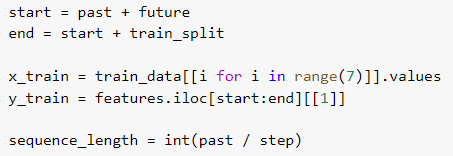 start = past + future
end = start + train_split
x_train = train_data[[i for i in range(7)]].values
y_train = features.iloc[start:end][[1]]
sequence_length = int(past / step)